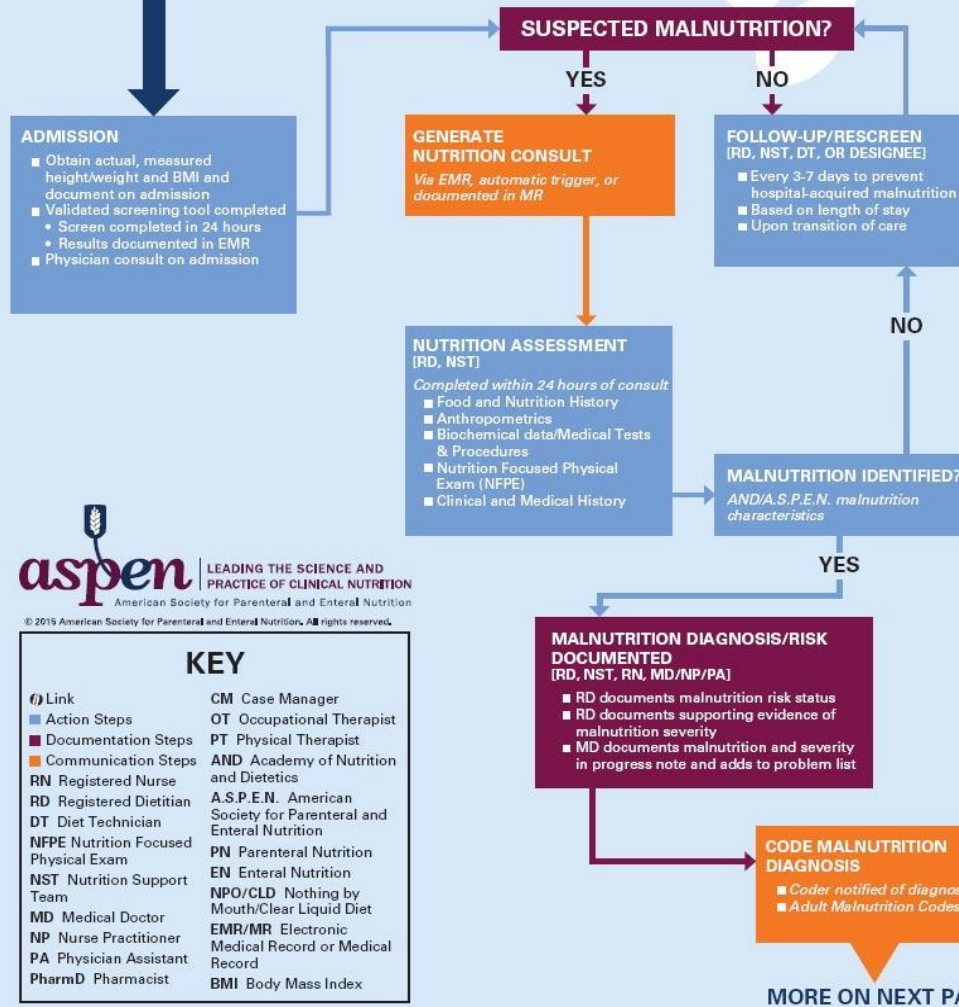 SUSPECTED MALNUTRITION?
YES
NO
ADMISSION
Obtain actual, measured
height/weight and BMI and
document on admission
Validated screening tool completed
Screen completed in 24 hours
Results documented in EMR
Physician consult on admission
GENERATE
NUTRITION CONSULT
Via EMR, automatic trigger, or
documented in MR
FOLLOW-UP/RESCREEN
[RD, NST, DT, OR DESIGNEE]
Every 3-7 days to prevent
hospital-acquired malnutrition
Based on length of stay
Upon transition of care
NO
NUTRITION ASSESSMENT
[RD, NST]
Completed within 24 hours of consult
Food and Nutrition History
Anthropometrics
Biochemical data/Medical Tests
& Procedures
Nutrition Focused Physical
Exam (NFPE)
Clinical and Medical History
MALNUTRITION IDENTIFIED?
AND/A.S.P.E.N. malnutrition
characteristics
YES
aspen
LEADING THE SCIENCE AND
PRACTICE OF CLINICAL NUTRITION
American Society for Parenteral and Enteral Nutrition
© 2015 American Society for Parenteral and Enteral Nutrition. All rights reserved.
MALNUTRITION DIAGNOSIS/RISK
DOCUMENTED
[RD, NST, RN, MD/NP/PA]
RD documents malnutrition risk status
RD documents supporting evidence of
malnutrition severity
MD documents malnutrition and severity
in progress note and adds to problem list
KEY
Link
Action Steps
Documentation Steps
Communication Steps
RN Registered Nurse
RD Registered Dietitian
DT Diet Technician
NFPE Nutrition Focused
Physical Exam
NST Nutrition Support
Team
MD Medical Doctor
NP Nurse Practitioner
PA Physician Assistant
PharmD Pharmacist
CM Case Manager
OT Occupational Therapist
PT Physical Therapist
AND Academy of Nutrition
and Dietetics
A.S.P.E.N. American
Society for Parenteral and
Enteral Nutrition
PN Parenteral Nutrition
EN Enteral Nutrition
NPO/CLD Nothing by
Mouth/Clear Liquid Diet
EMR/MR Electronic
Medical Record or Medical
Record
BMI Body Mass Index
CODE MALNUTRITION
DIAGNOSIS
Coder notified of
Adult Malnutrition Codes
MORE ON NEXT